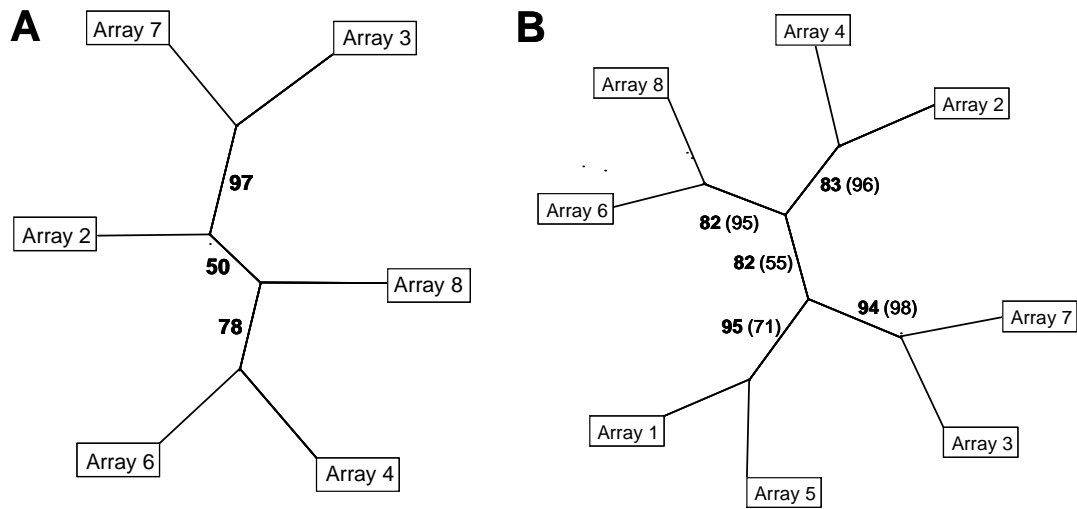 A
Array 7
Array 3
97
Array 2
50
Array 8
78
Array 6
Array 4
B
Array 4
Array 8
Array 2
83 (96)
Array 6
82 (95)
82 (55)
94 (98)
Array 7
95 (71)
Array 1
Array 3
Array 5